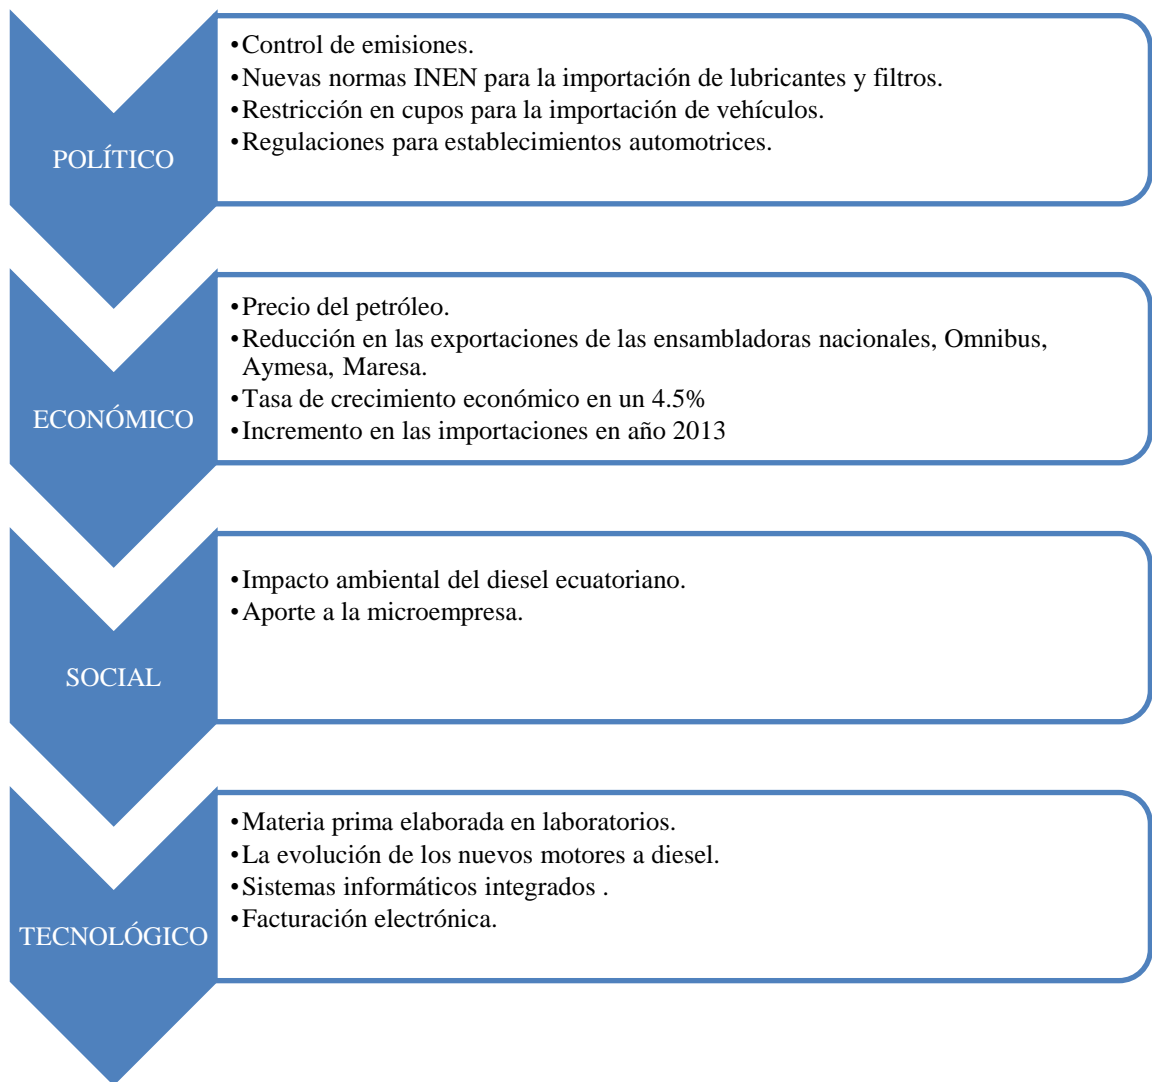 POLÍTICO
•Control de emisiones.
•Nuevas normas INEN para la importación de lubricantes y filtros.
•Restricción en cupos para la importación de vehículos.
•Regulaciones para establecimientos automotrices.
ECONÓMICO
•Precio del petróleo.
•Reducción en las exportaciones de las ensambladoras nacionales, Omnibus,
Aymesa, Maresa.
•Tasa de crecimiento económico en un 4.5%
•Incremento en las importaciones en año 2013
SOCIAL
•Impacto ambiental del diesel ecuatoriano.
•Aporte a la microempresa.
TECNOLÓGICO
•Materia prima elaborada en laboratorios.
•La evolución de los nuevos motores a diesel.
•Sistemas informáticos integrados .
•Facturación electrónica.